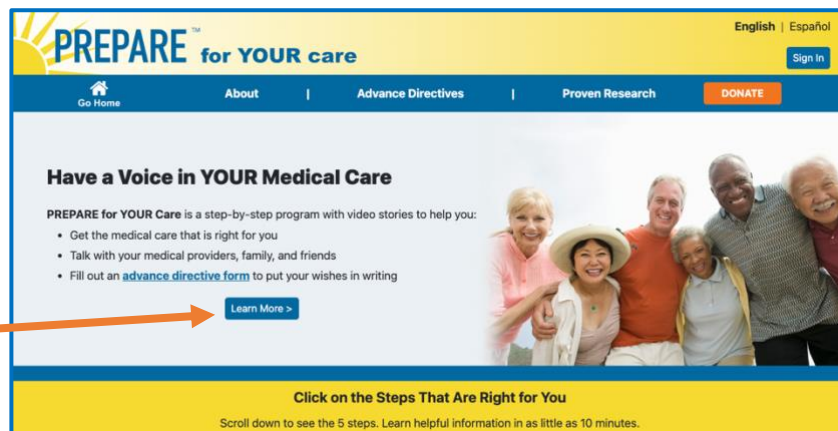 PREPARE™ for YOUR care
English | Español
Sign In
Go Home
About | Advance Directives | Proven Research
DONATE
Have a Voice in YOUR Medical Care
PREPARE for YOUR Care is a step-by-step program with video stories to help you:
• Get the medical care that is right for you
• Talk with your medical providers, family, and friends
• Fill out an advance directive form to put your wishes in writing
Learn More >
Click on the Steps That Are Right for You
Scroll down to see the 5 steps. Learn helpful information in as little as 10 minutes.